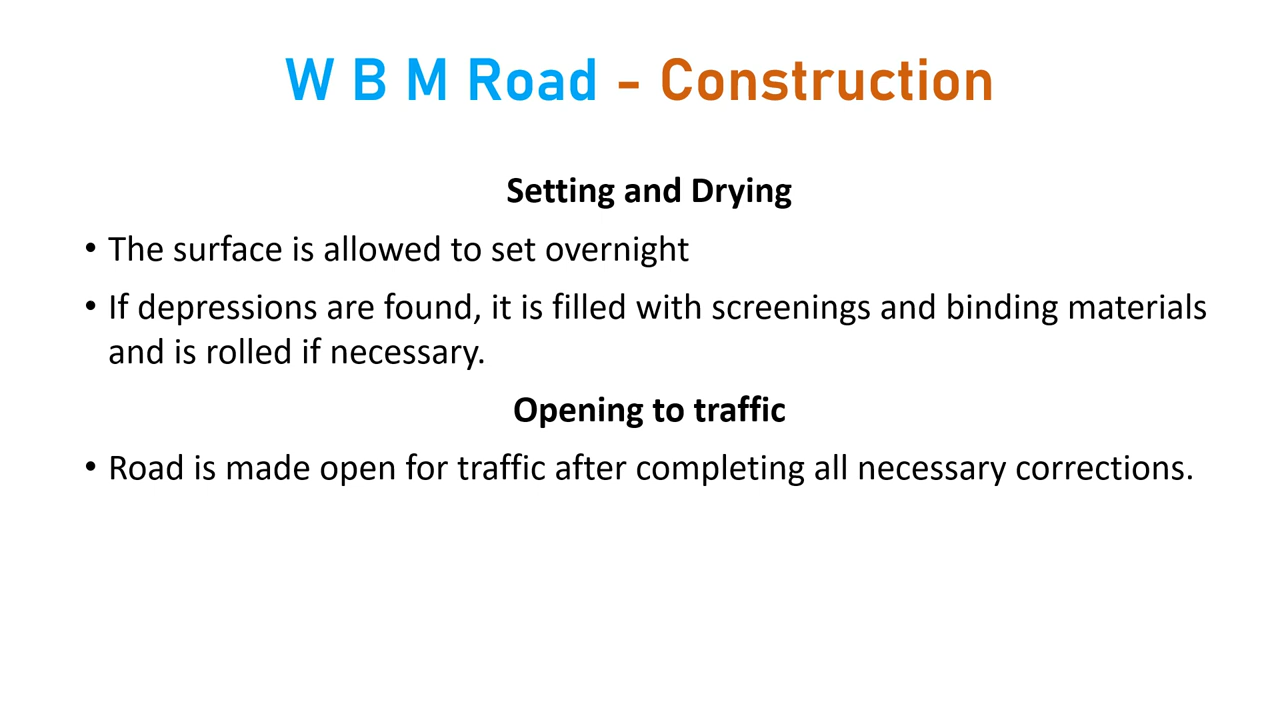 W B M Road - Construction
Setting and Drying
• The surface is allowed to set overnight
• If depressions are found, it is filled with screenings and binding materials
and is rolled if necessary.
Opening to traffic
• Road is made open for traffic after completing all necessary corrections.